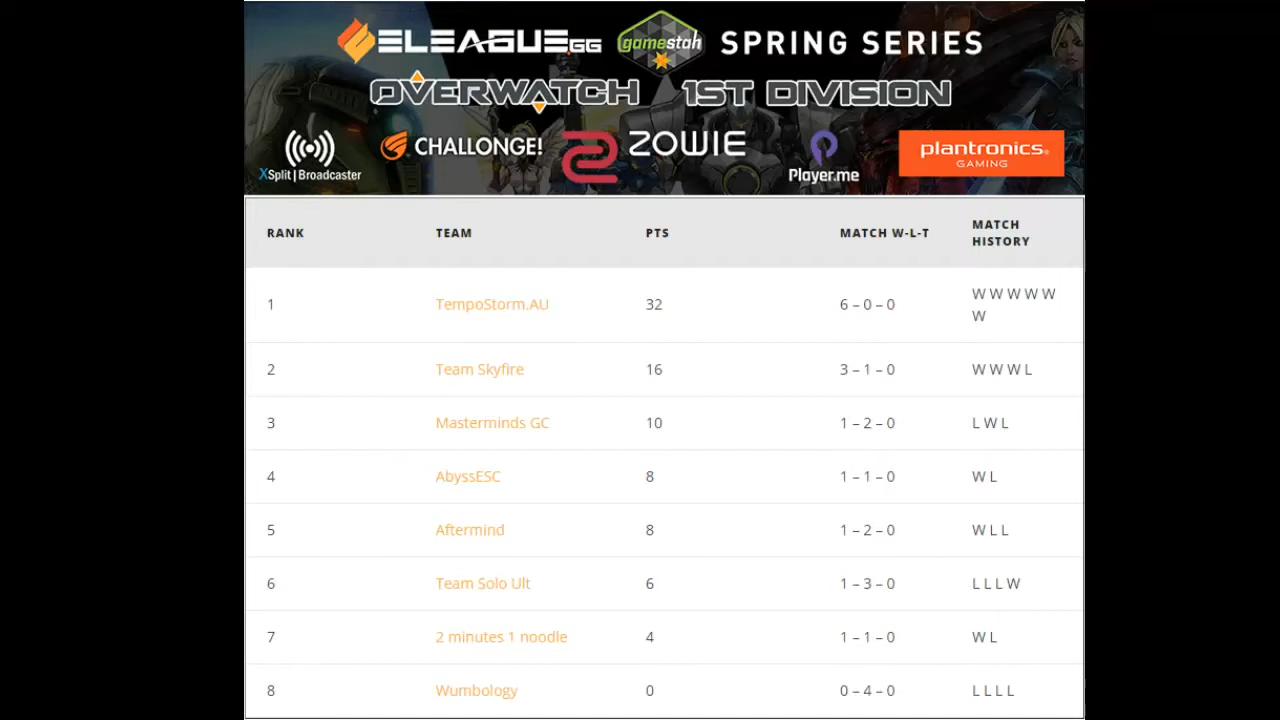 ELEAGUE.GG gamestah SPRING SERIES
OVERWATCH 1ST DIVISION
XSplit | Broadcaster CHALLONGE! ZOWIE Player.me plantronics. GAMING
RANK TEAM PTS MATCH W-L-T MATCH HISTORY
1 TempoStorm.AU 32 6 – 0 – 0 W W W W W W
2 Team Skyfire 16 3 – 1 – 0 W W W L
3 Masterminds GC 10 1 – 2 – 0 L W L
4 AbyssESC 8 1 – 1 – 0 W L
5 Aftermind 8 1 – 2 – 0 W L L
6 Team Solo Ult 6 1 – 3 – 0 L L L W
7 2 minutes 1 noodle 4 1 – 1 – 0 W L
8 Wumbology 0 0 – 4 – 0 L L L L